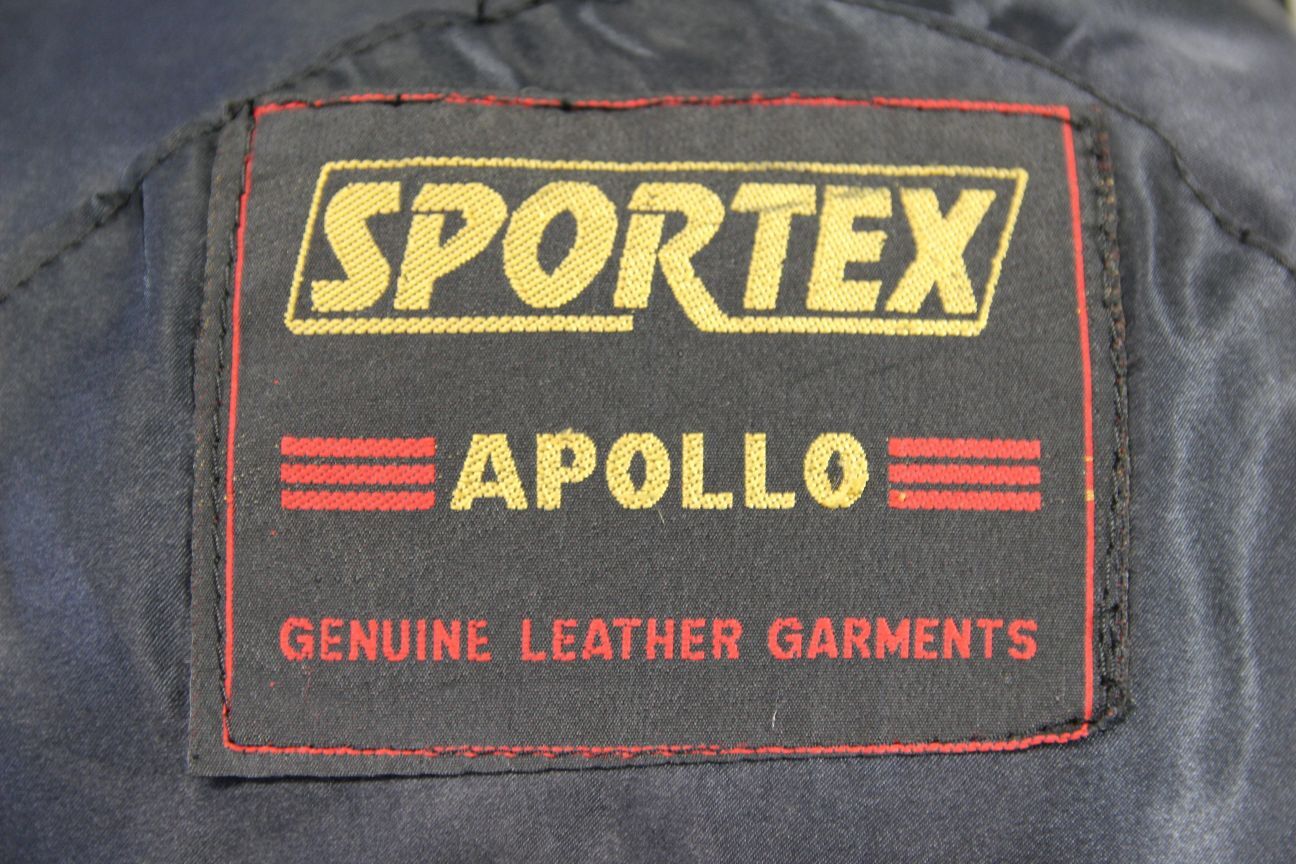 SPORTEX
APOLLO
GENUINE LEATHER GARMENTS